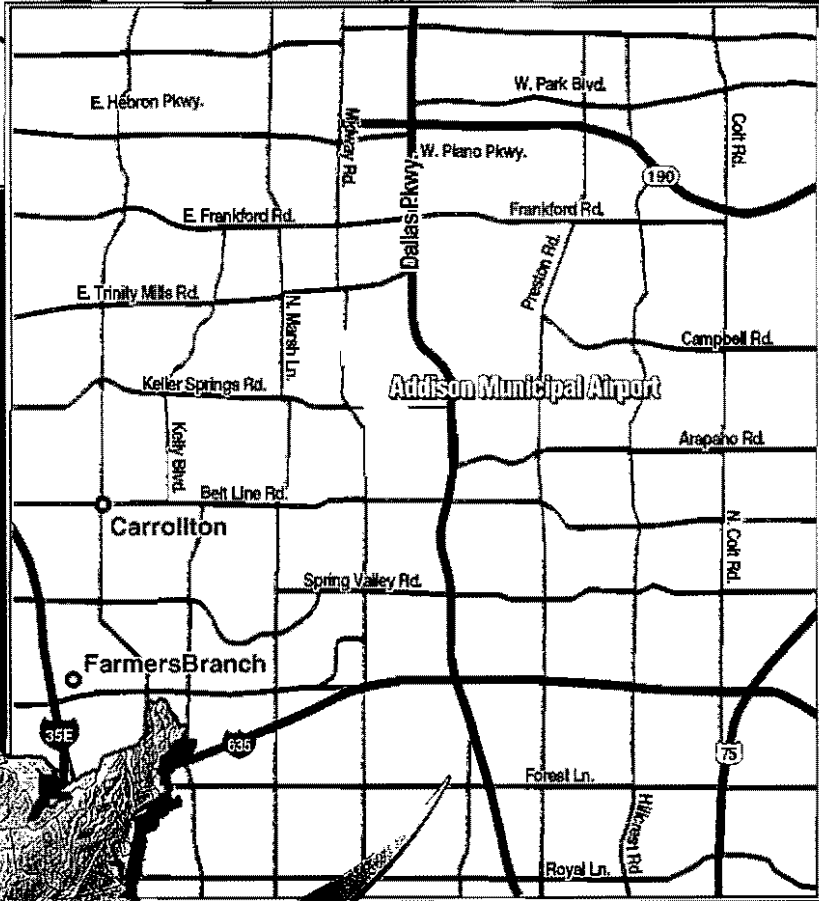 W. Park Blvd.
E. Hebron Pkwy.
Midway Rd.
Coit Rd.
W. Plano Pkwy.
190
Dallas Pkwy.
E. Frankford Rd.
Frankford Rd.
Preston Rd.
E. Trinity Mills Rd.
N. Marsh Ln.
Campbell Rd.
Keller Springs Rd.
Addison Municipal Airport
Kelly Blvd.
Arapaho Rd.
Belt Line Rd.
Carrollton
N. Coit Rd.
Spring Valley Rd.
FarmersBranch
35E
635
75
Forest Ln.
Hillcrest Rd.
Royal Ln.